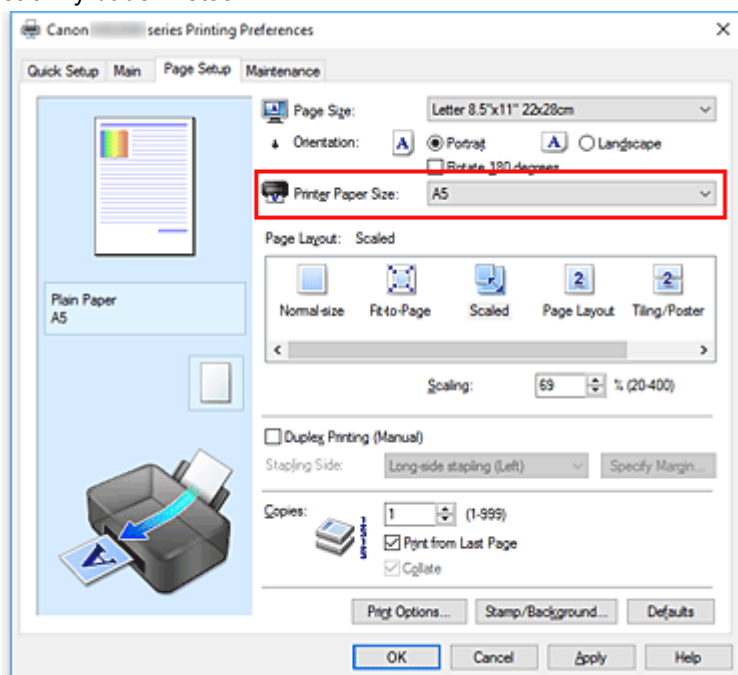 Canon series Printing Preferences
Quick Setup Main Page Setup Maintenance
Page Size: Letter 8.5"x11" 22x28cm
Orientation: A Portrait A Landscape
Rotate 180 degrees
Printer Paper Size: A5
Page Layout: Scaled
Normal-size Fit-to-Page Scaled Page Layout Tiling/Poster
Plain Paper
A5
Scaling: 69 % (20-400)
Duplex Printing (Manual)
Stapling Side: Long-side stapling (Left) Specify Margin...
Copies: 1 (1-999)
Print from Last Page
Collate
Print Options... Stamp/Background... Defaults
OK Cancel Apply Help